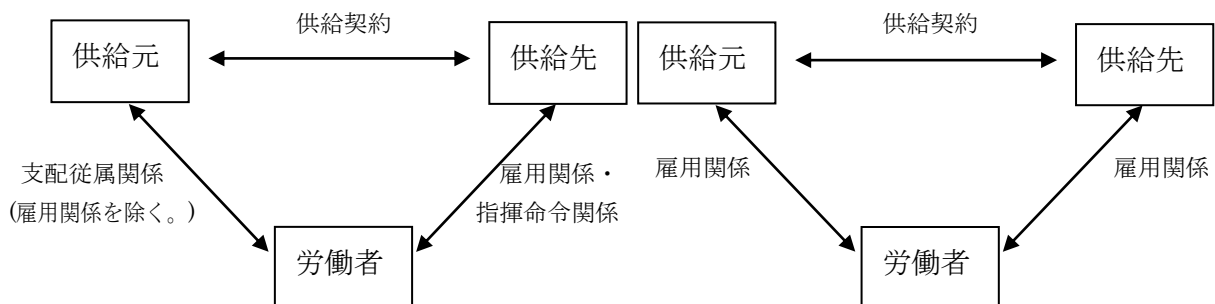 供給契約
供給元
供給先
支配従属関係
(雇用関係を除く。)
雇用関係・
指揮命令関係
労働者
供給契約
供給元
供給先
雇用関係
雇用関係
労働者